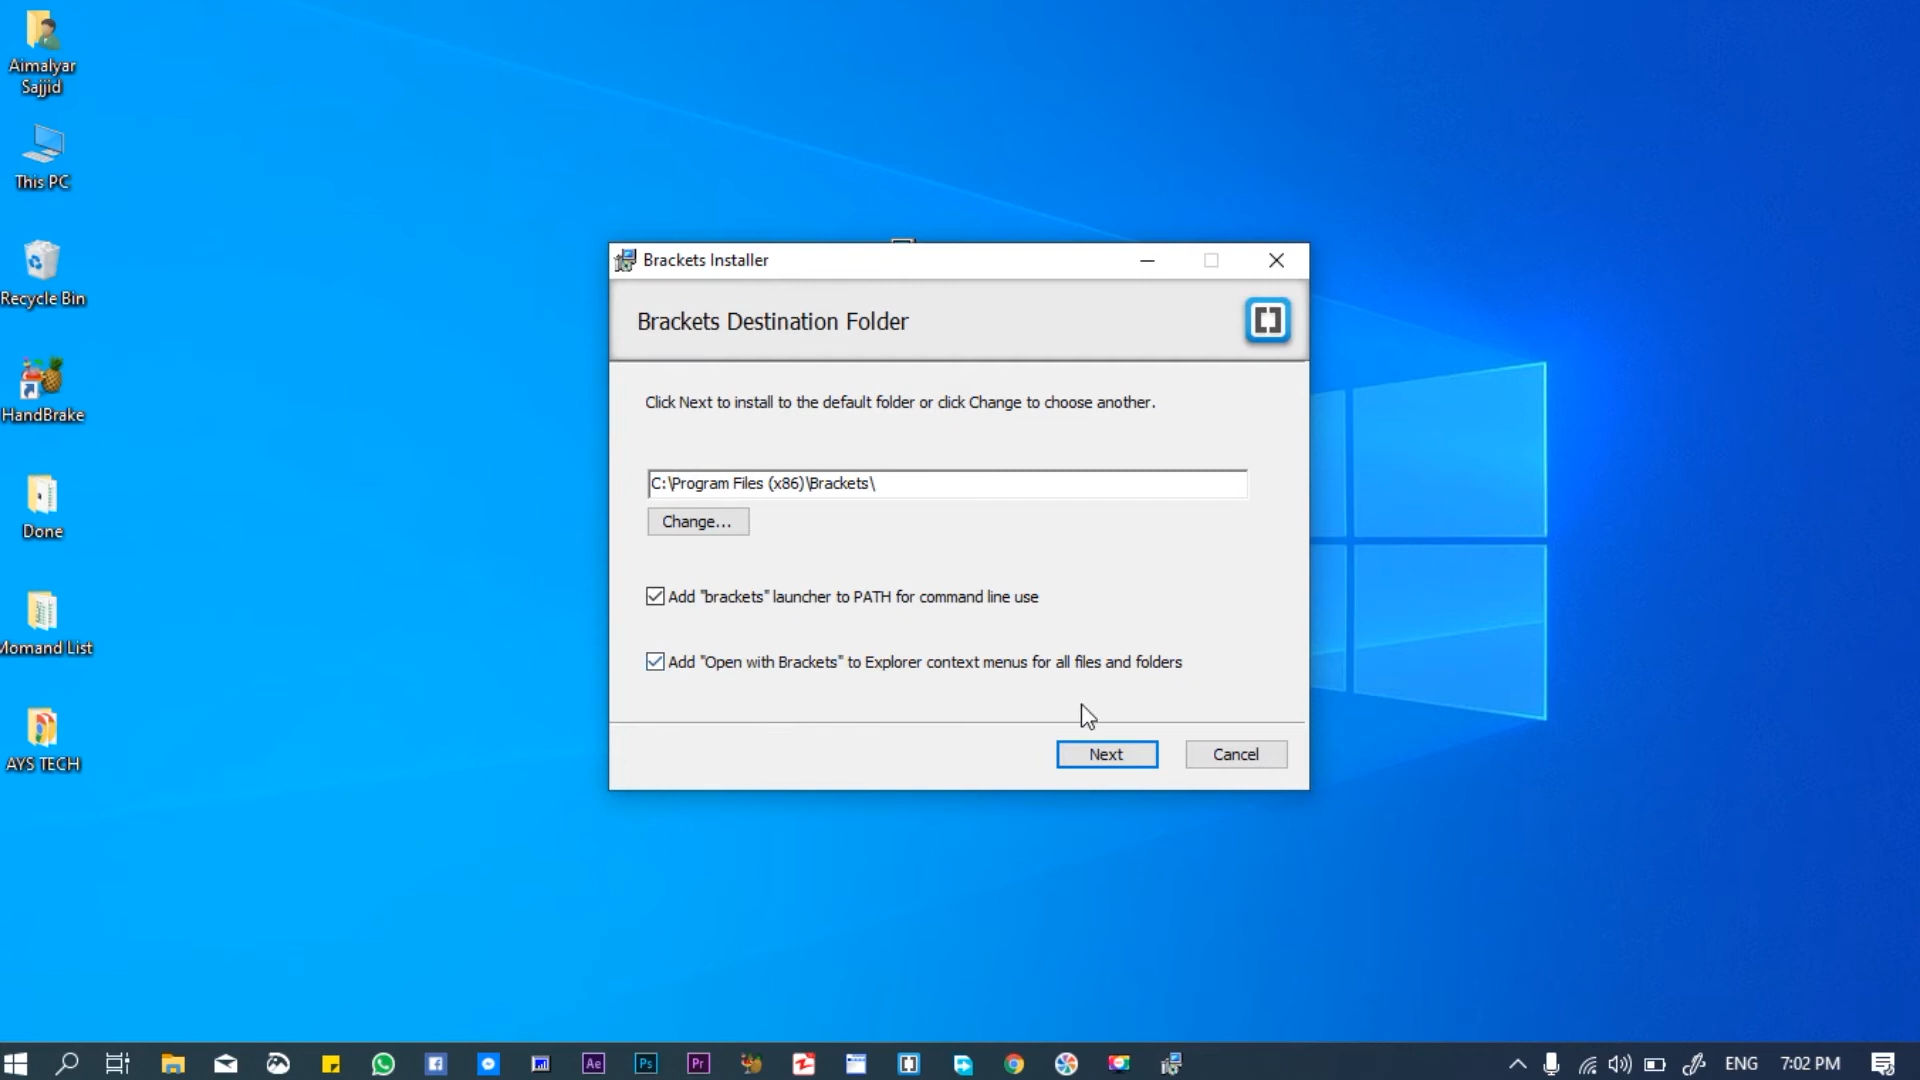 Aimalyar
Sajjid
This PC
Recycle Bin
HandBrake
Done
Momand List
AYS TECH
Brackets Installer
Brackets Destination Folder
Click Next to install to the default folder or click Change to choose another.
C:\Program Files (x86)\Brackets\
Change...
Add "brackets" launcher to PATH for command line use
Add "Open with Brackets" to Explorer context menus for all files and folders
Next
Cancel
Ae
Ps
Pr
ENG
7:02 PM